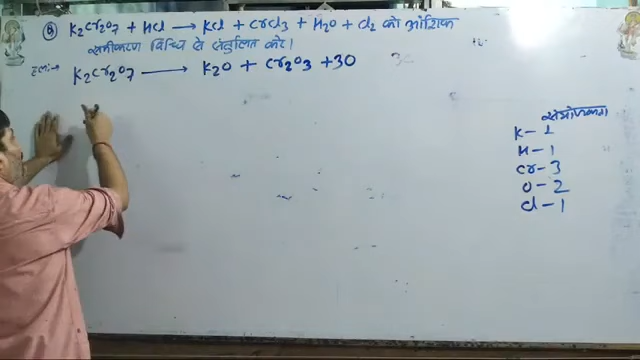 K₂Cr₂O₇ + HCl ⟶ KCl + CrCl₃ + H₂O + Cl₂ को आंशिक
समीकरण विधि से संतुलित करें।
हलः→ K₂Cr₂O₇ ⟶ K₂O + Cr₂O₃ + 3O
संयोजकता
K – 1
H – 1
Cr – 3
O – 2
Cl – 1